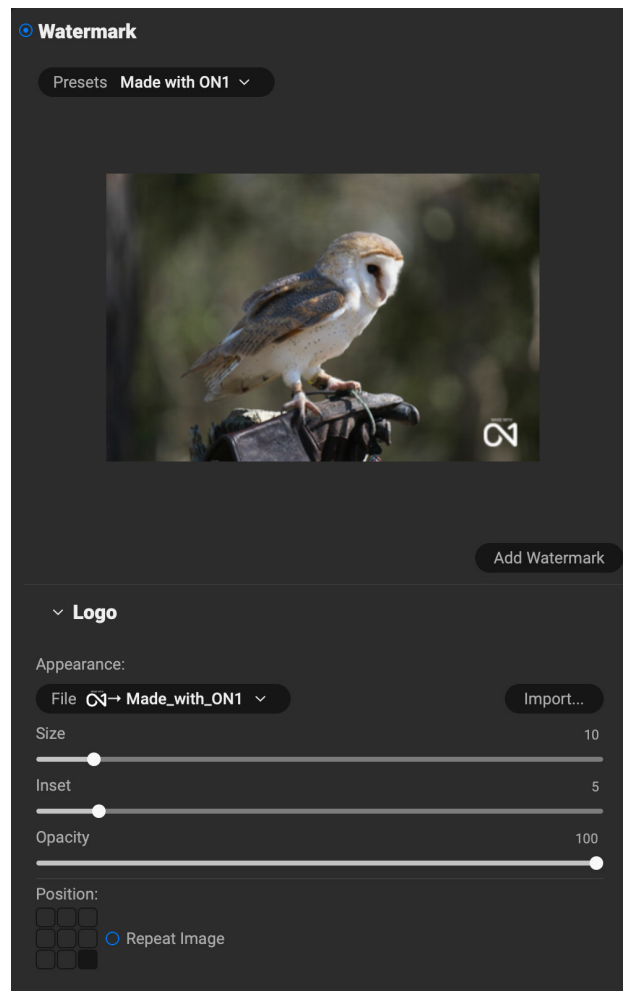 Watermark
Presets Made with ON1
Add Watermark
Logo
Appearance:
File Made_with_ON1 Import...
Size 10
Inset 5
Opacity 100
Position:
Repeat Image